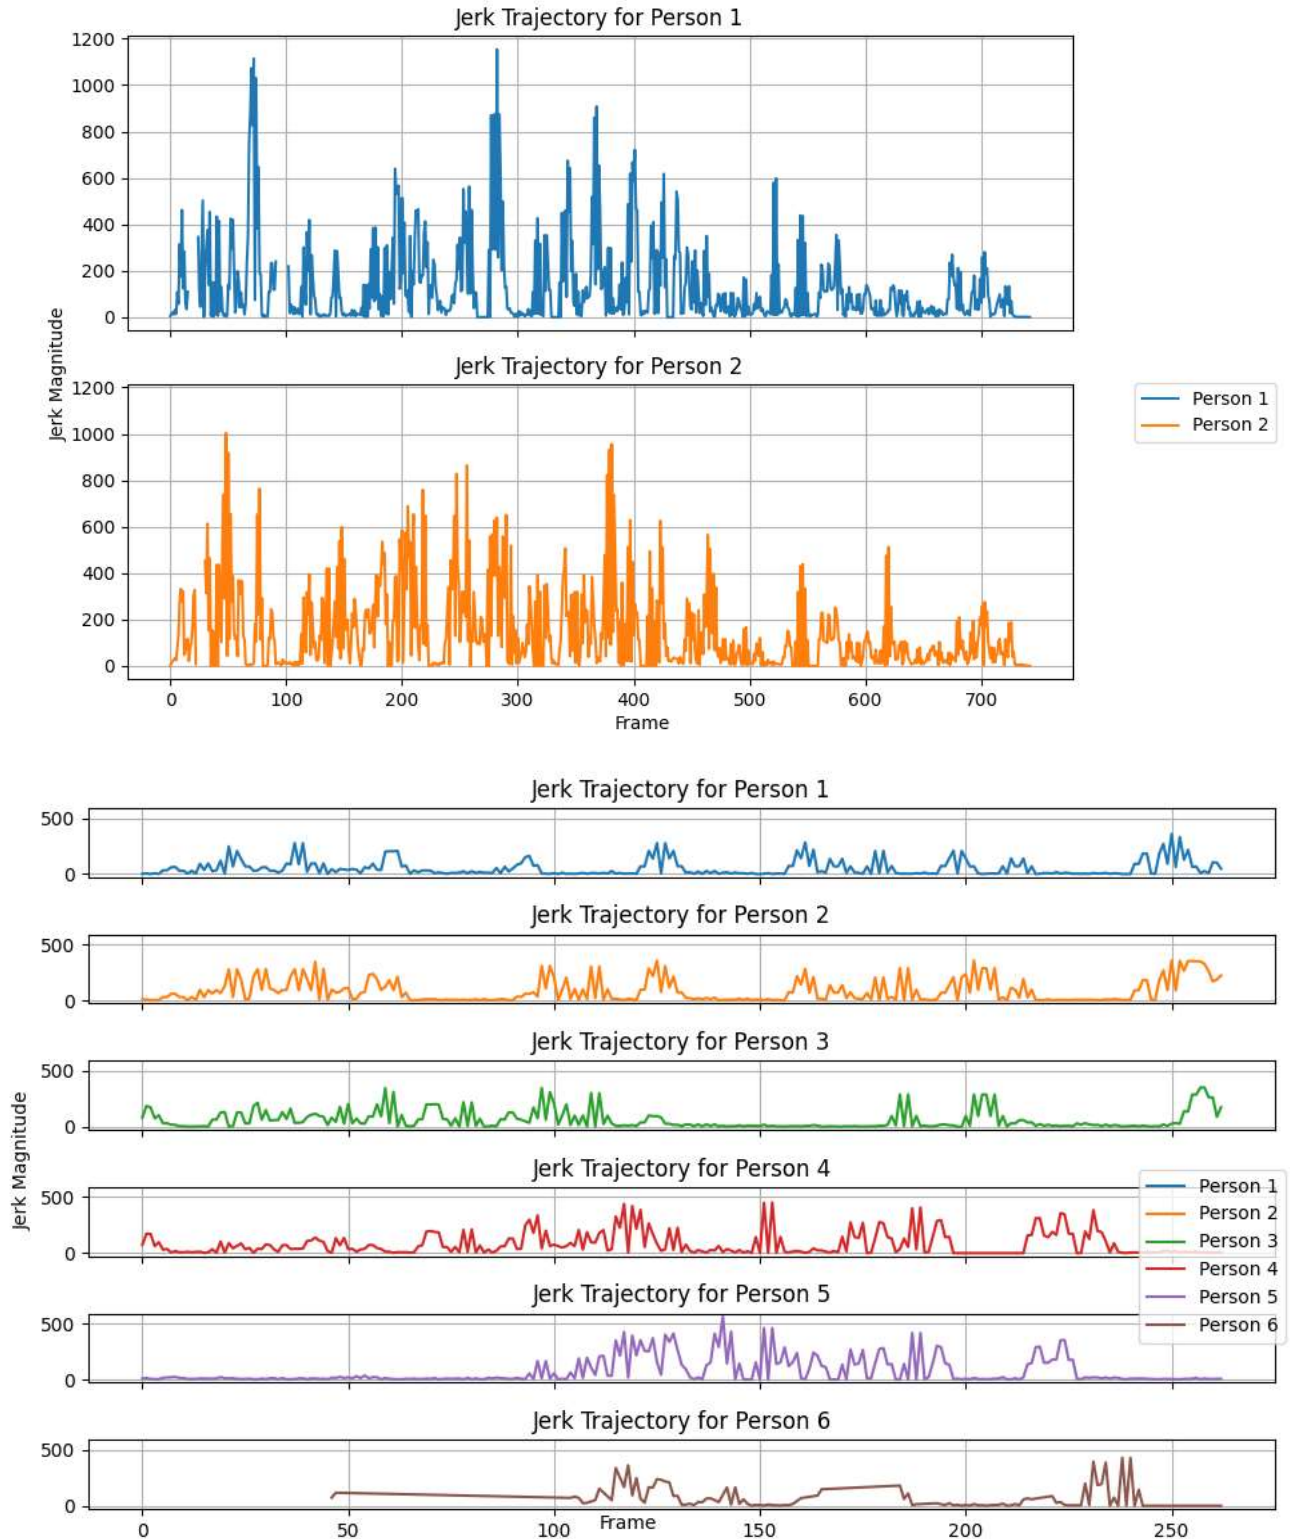 Jerk Trajectory for Person 1
1200
1000
800
600
400
200
0
Jerk Magnitude
Jerk Trajectory for Person 2
1200
1000
800
600
400
200
0
0 100 200 300 400 500 600 700
Frame
Person 1
Person 2
Jerk Trajectory for Person 1
500
0
Jerk Trajectory for Person 2
500
0
Jerk Trajectory for Person 3
500
0
Jerk Magnitude
Jerk Trajectory for Person 4
500
0
Jerk Trajectory for Person 5
500
0
Jerk Trajectory for Person 6
500
0
0 50 100 150 200 250
Frame
Person 1
Person 2
Person 3
Person 4
Person 5
Person 6